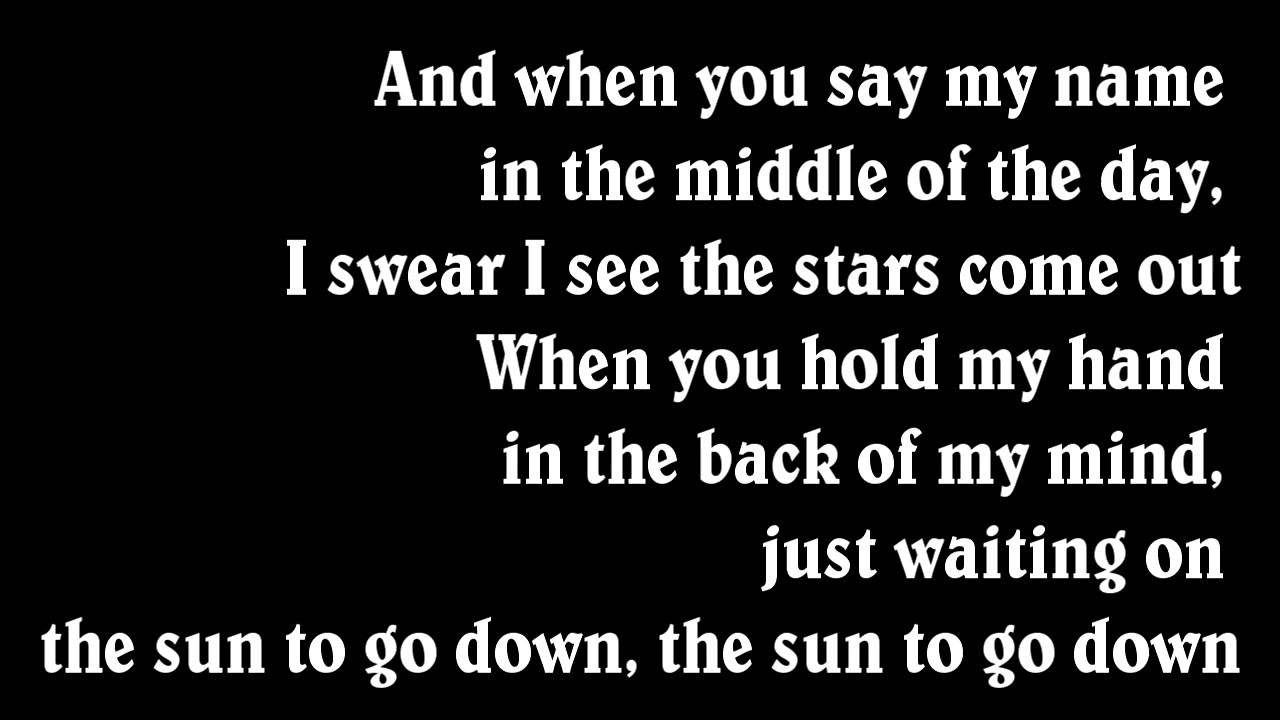 And when you say my name
in the middle of the day,
I swear I see the stars come out
When you hold my hand
in the back of my mind,
just waiting on
the sun to go down, the sun to go down